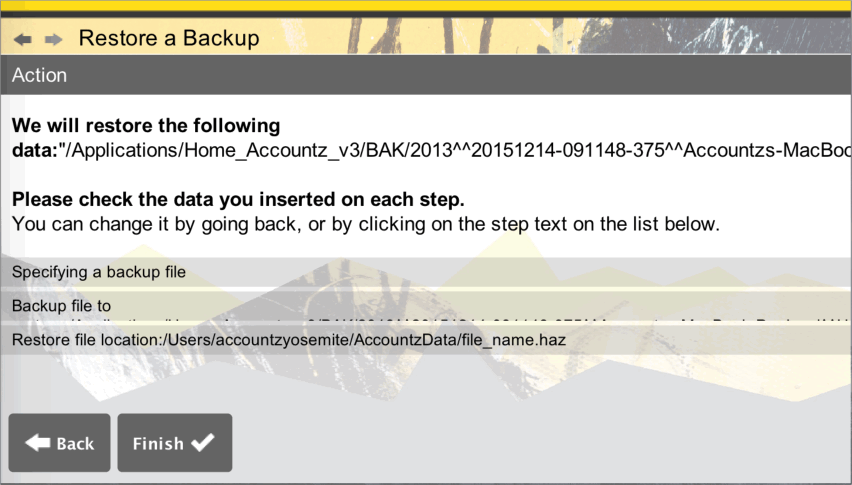 Restore a Backup
Action
We will restore the following
data:"/Applications/Home_Accountz_v3/BAK/2013^^20151214-091148-375^^Accountzs-MacBoo
Please check the data you inserted on each step.
You can change it by going back, or by clicking on the step text on the list below.
Specifying a backup file
Backup file to
Restore file location:/Users/accountzyosemite/AccountzData/file_name.haz
Back
Finish